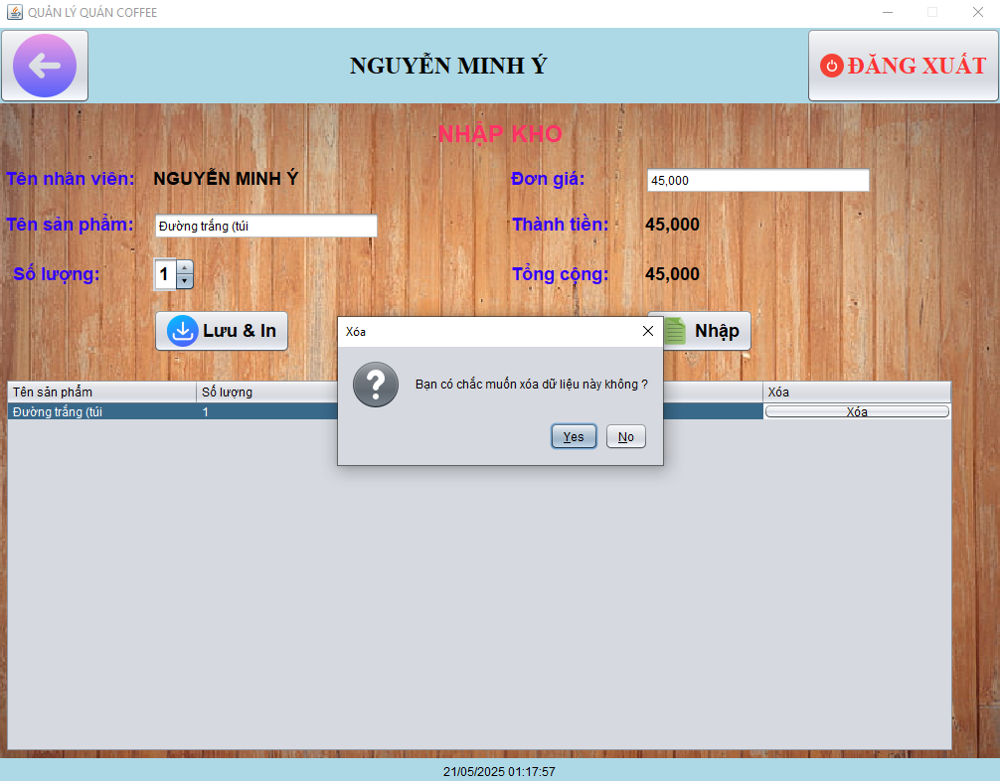 QUẢN LÝ QUÁN COFFEE
NGUYỄN MINH Ý
ĐĂNG XUẤT
NHẬP KHO
Tên nhân viên: NGUYỄN MINH Ý
Đơn giá: 45,000
Tên sản phẩm: Đường trắng (túi
Thành tiền: 45,000
Số lượng: 1
Tổng cộng: 45,000
Lưu & In
Nhập
Xóa
Bạn có chắc muốn xóa dữ liệu này không ?
Yes No
Tên sản phẩm Số lượng Xóa
Đường trắng (túi 1 Xóa
21/05/2025 01:17:57